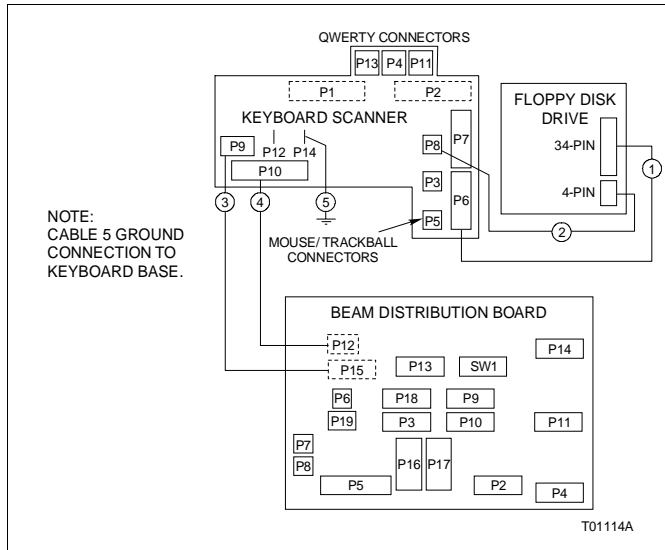 QWERTY CONNECTORS
P13 P4 P11
P1 P2
FLOPPY DISK
DRIVE
KEYBOARD SCANNER
P9
P12 P14
P10
P8
P7
P3
P6
P5
34-PIN
4-PIN
1
2
3
4
5
MOUSE/TRACKBALL
CONNECTORS
NOTE:
CABLE 5 GROUND
CONNECTION TO
KEYBOARD BASE.
BEAM DISTRIBUTION BOARD
P12
P15
P13
SW1
P14
P6
P18
P9
P19
P3
P10
P11
P7
P8
P16
P17
P5
P2
P4
T01114A